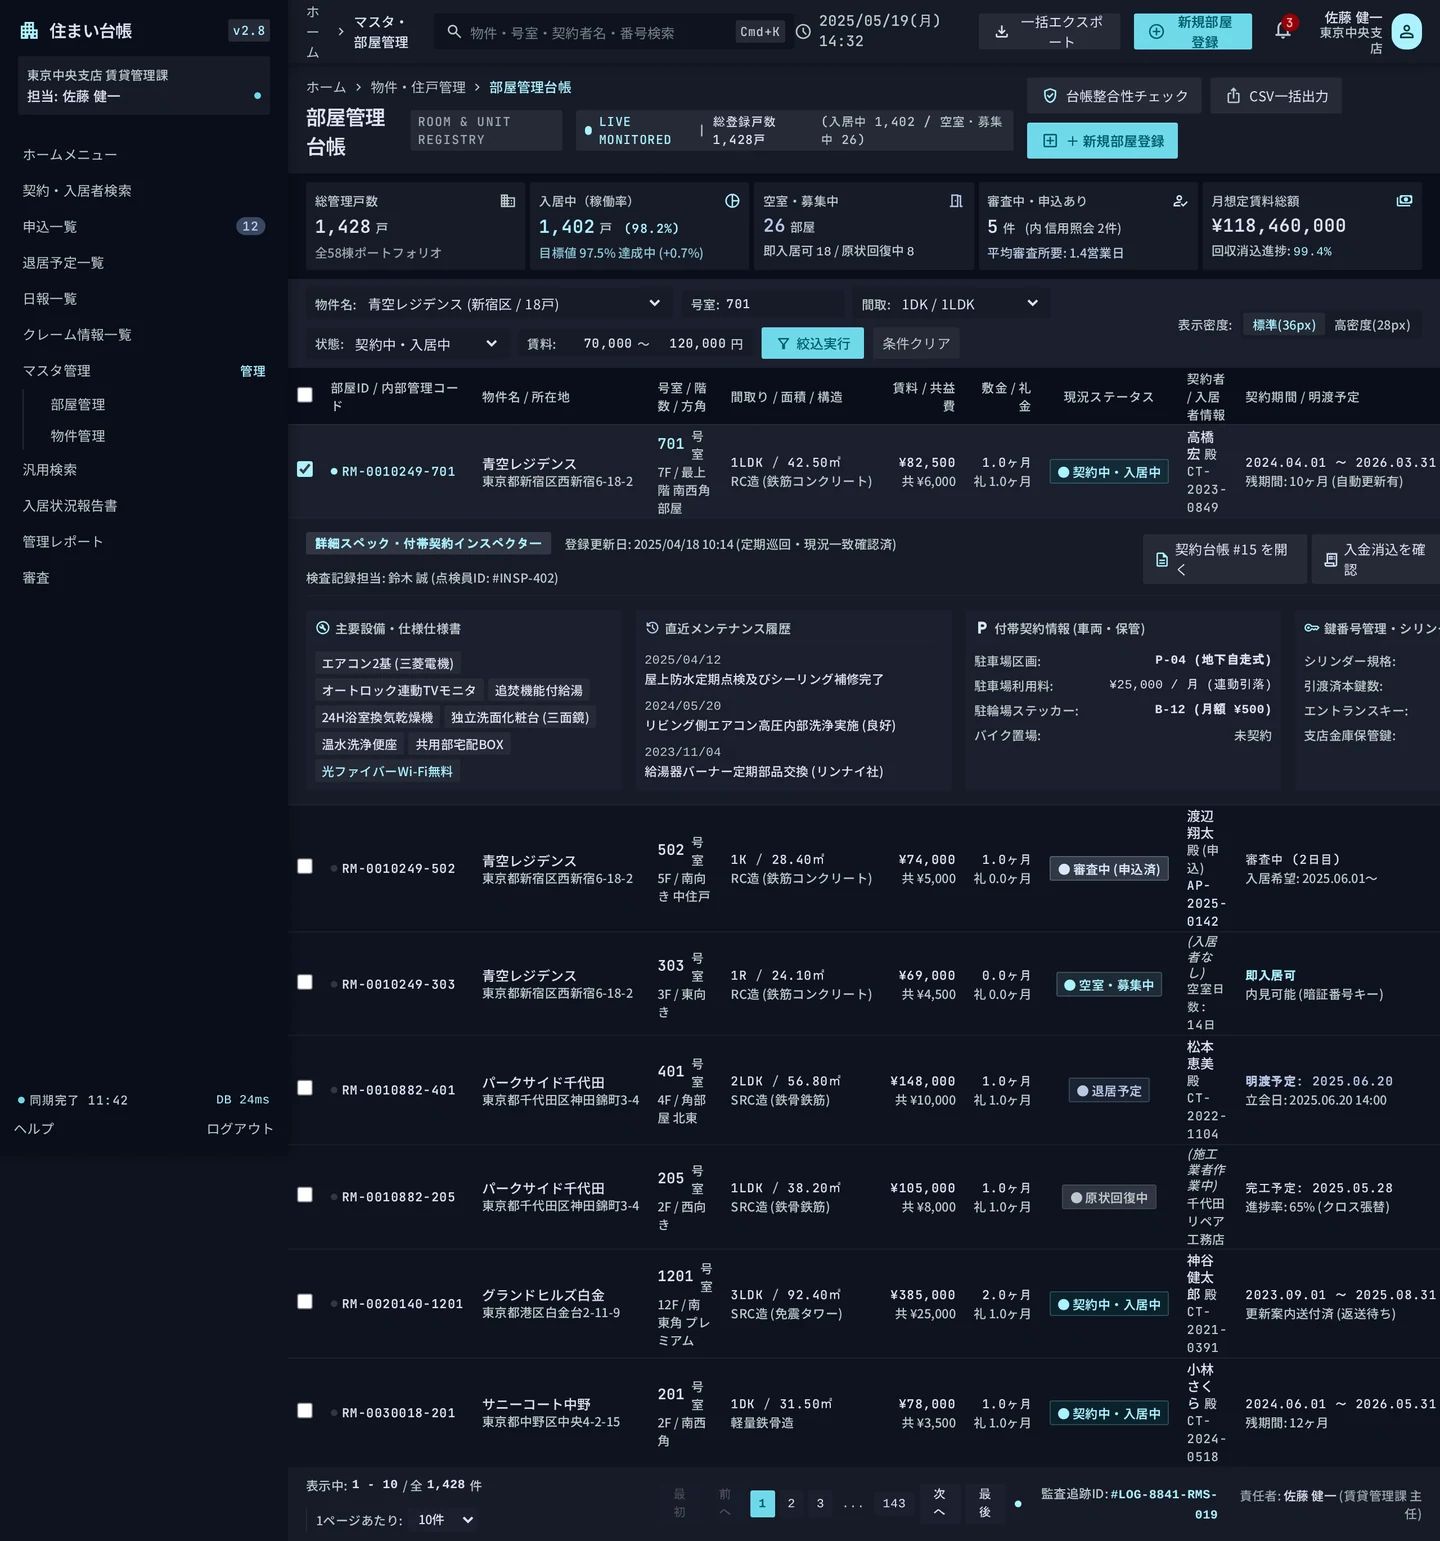 住まい台帳
v2.8
東京中央支店 賃貸管理課
担当: 佐藤 健一
ホームメニュー
契約・入居者検索
申込一覧
12
退居予定一覧
日報一覧
クレーム情報一覧
マスタ管理
管理
部屋管理
物件管理
汎用検索
入居状況報告書
管理レポート
審査
同期完了 11:42
DB 24ms
ヘルプ
ログアウト
ホーム
マスタ・部屋管理
物件・号室・契約者名・番号検索
Cmd+K
2025/05/19(月) 14:32
一括エクスポート
新規部屋登録
3
佐藤 健一
東京中央支店
ホーム
物件・住戸管理
部屋管理台帳
部屋管理台帳
ROOM & UNIT REGISTRY
LIVE MONITORED
|
総登録戸数 1,428戸
(入居中 1,402 / 空室・募集中 26)
台帳整合性チェック
CSV一括出力
＋ 新規部屋登録
総管理戸数
1,428 戸
全58棟ポートフォリオ
入居中（稼働率）
1,402 戸 (98.2%)
目標値 97.5% 達成中 (+0.7%)
空室・募集中
26 部屋
即入居可 18 / 原状回復中 8
審査中・申込あり
5 件 (内 信用照会 2件)
平均審査所要: 1.4営業日
月想定賃料総額
¥118,460,000
回収消込進捗: 99.4%
物件名:
青空レジデンス (新宿区 / 18戸)
号室: 701
間取:
1DK / 1LDK
状態:
契約中・入居中
賃料: 70,000 〜 120,000 円
絞込実行
条件クリア
表示密度:
標準(36px)
高密度(28px)
部屋ID / 内部管理コード
物件名 / 所在地
号室 / 階数 / 方角
間取り / 面積 / 構造
賃料 / 共益費
敷金 / 礼金
現況ステータス
契約者 / 入居者情報
契約期間 / 明渡予定
RM-0010249-701
青空レジデンス
東京都新宿区西新宿6-18-2
701 号室
7F / 最上階 南西角部屋
1LDK / 42.50㎡
RC造 (鉄筋コンクリート)
¥82,500
共 ¥6,000
1.0ヶ月
礼 1.0ヶ月
契約中・入居中
高橋 宏 殿
CT-2023-0849
2024.04.01 〜 2026.03.31
残期間: 10ヶ月 (自動更新有)
詳細スペック・付帯契約インスペクター
登録更新日: 2025/04/18 10:14 (定期巡回・現況一致確認済)
検査記録担当: 鈴木 誠 (点検員ID: #INSP-402)
契約台帳 #15 を開く
入金消込を確認
主要設備・仕様仕様書
エアコン2基 (三菱電機)
オートロック連動TVモニタ
追焚機能付給湯
24H浴室換気乾燥機
独立洗面化粧台 (三面鏡)
温水洗浄便座
共用部宅配BOX
光ファイバーWi-Fi無料
直近メンテナンス履歴
2025/04/12
屋上防水定期点検及びシーリング補修完了
2024/05/20
リビング側エアコン高圧内部洗浄実施 (良好)
2023/11/04
給湯器バーナー定期部品交換 (リンナイ社)
付帯契約情報 (車両・保管)
駐車場区画:
P-04 (地下自走式)
駐車場利用料:
¥25,000 / 月 (連動引落)
駐輪場ステッカー:
B-12 (月額 ¥500)
バイク置場:
未契約
鍵番号管理・シリン
シリンダー規格:
引渡済本鍵数:
エントランスキー:
支店金庫保管鍵:
RM-0010249-502
青空レジデンス
東京都新宿区西新宿6-18-2
502 号室
5F / 南向き 中住戸
1K / 28.40㎡
RC造 (鉄筋コンクリート)
¥74,000
共 ¥5,000
1.0ヶ月
礼 0.0ヶ月
審査中 (申込済)
渡辺 翔太 殿 (申込)
AP-2025-0142
審査中 (2日目)
入居希望: 2025.06.01〜
RM-0010249-303
青空レジデンス
東京都新宿区西新宿6-18-2
303 号室
3F / 東向き
1R / 24.10㎡
RC造 (鉄筋コンクリート)
¥69,000
共 ¥4,500
0.0ヶ月
礼 0.0ヶ月
空室・募集中
(入居者なし)
空室日数: 14日
即入居可
内見可能 (暗証番号キー)
RM-0010882-401
パークサイド千代田
東京都千代田区神田錦町3-4
401 号室
4F / 角部屋 北東
2LDK / 56.80㎡
SRC造 (鉄骨鉄筋)
¥148,000
共 ¥10,000
1.0ヶ月
礼 1.0ヶ月
退居予定
松本 恵美 殿
CT-2022-1104
明渡予定: 2025.06.20
立会日: 2025.06.20 14:00
RM-0010882-205
パークサイド千代田
東京都千代田区神田錦町3-4
205 号室
2F / 西向き
1LDK / 38.20㎡
SRC造 (鉄骨鉄筋)
¥105,000
共 ¥8,000
1.0ヶ月
礼 1.0ヶ月
原状回復中
(施工業者作業中)
千代田リペア工務店
完工予定: 2025.05.28
進捗率: 65% (クロス張替)
RM-0020140-1201
グランドヒルズ白金
東京都港区白金台2-11-9
1201 号室
12F / 南東角 プレミアム
3LDK / 92.40㎡
SRC造 (免震タワー)
¥385,000
共 ¥25,000
2.0ヶ月
礼 1.0ヶ月
契約中・入居中
神谷 健太郎 殿
CT-2021-0391
2023.09.01 〜 2025.08.31
更新案内送付済 (返送待ち)
RM-0030018-201
サニーコート中野
東京都中野区中央4-2-15
201 号室
2F / 南西角
1DK / 31.50㎡
軽量鉄骨造
¥78,000
共 ¥3,500
1.0ヶ月
礼 1.0ヶ月
契約中・入居中
小林 さくら 殿
CT-2024-0518
2024.06.01 〜 2026.05.31
残期間: 12ヶ月
表示中: 1 - 10 / 全 1,428 件
1ページあたり: 10件
最初
前へ
1
2
3
...
143
次へ
最後
監査追跡ID: #LOG-8841-RMS-019
責任者: 佐藤 健一 (賃貸管理課 主任)